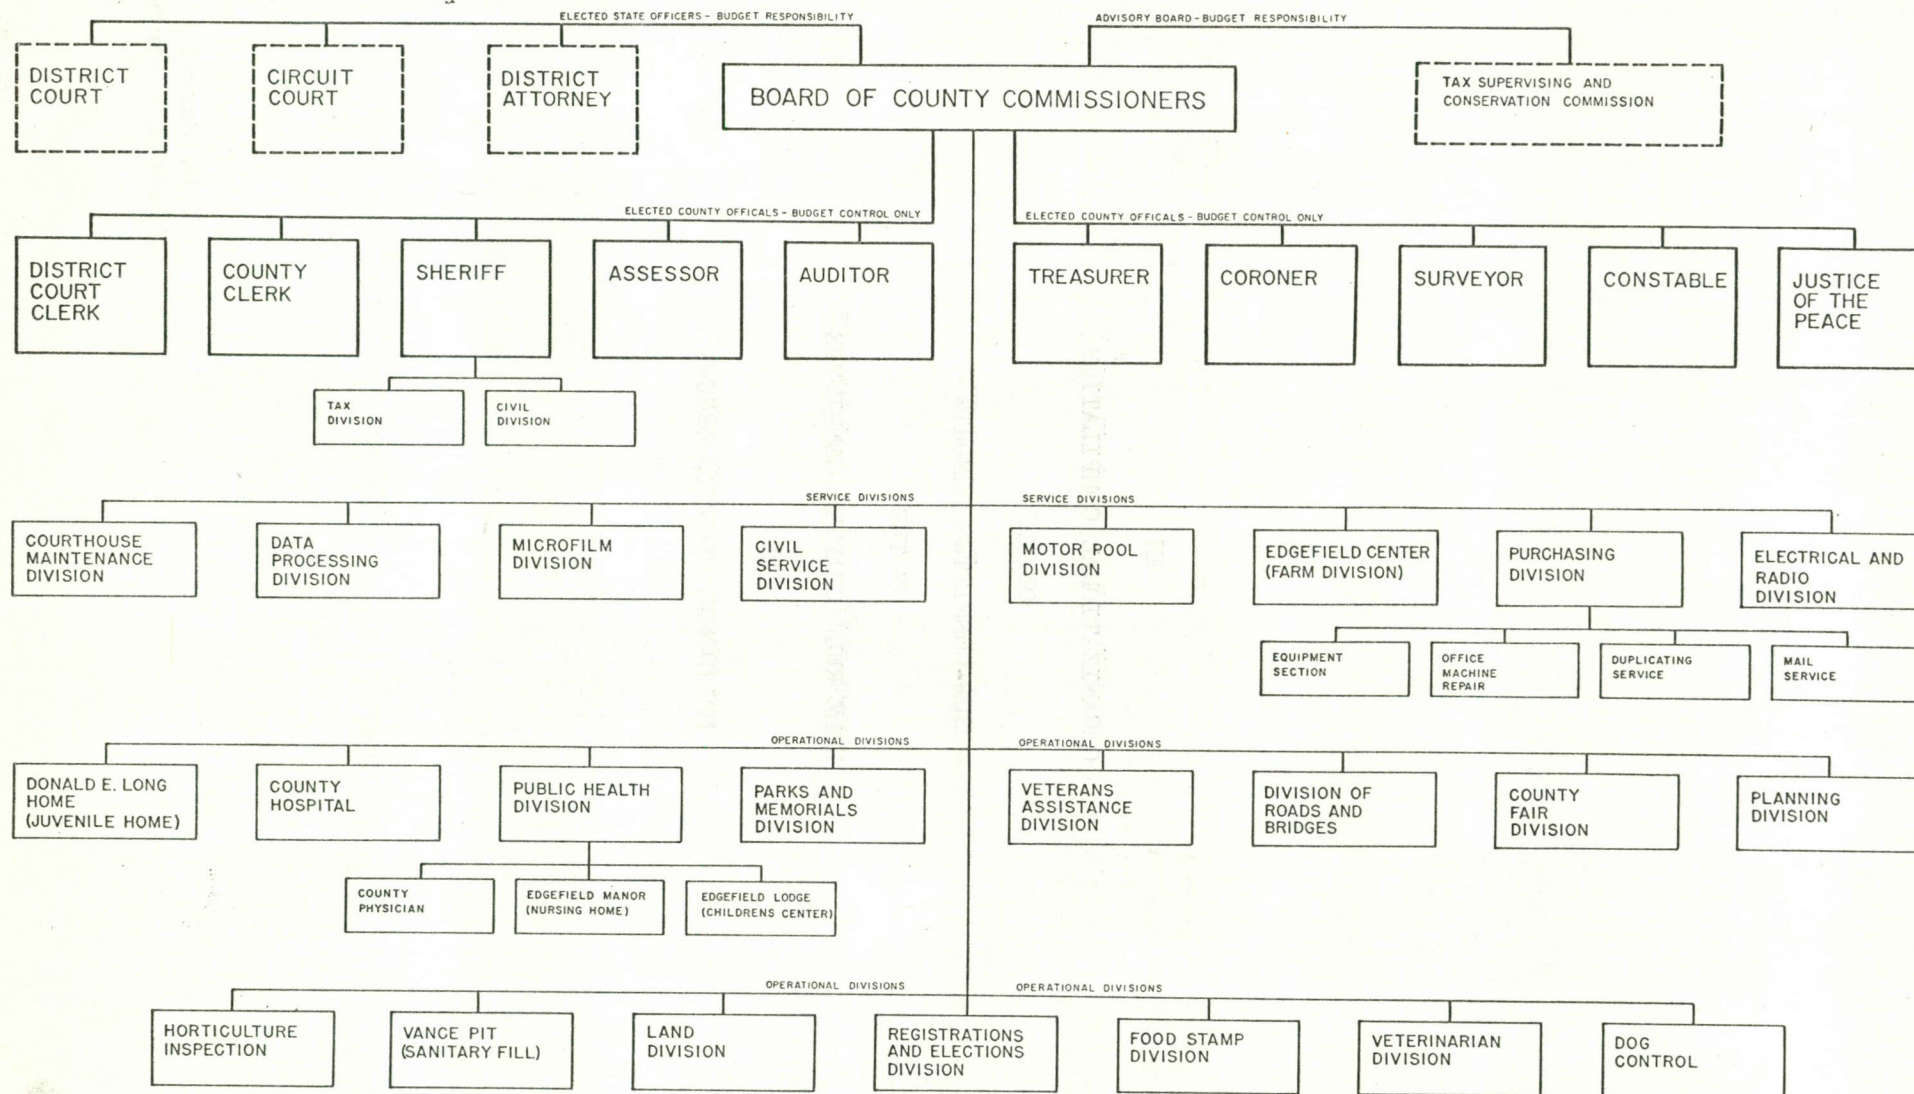 ELECTED STATE OFFICERS - BUDGET RESPONSIBILITY
ADVISORY BOARD - BUDGET RESPONSIBILITY
DISTRICT
COURT
CIRCUIT
COURT
DISTRICT
ATTORNEY
BOARD OF COUNTY COMMISSIONERS
TAX SUPERVISING AND
CONSERVATION COMMISSION
ELECTED COUNTY OFFICALS - BUDGET CONTROL ONLY
ELECTED COUNTY OFFICALS - BUDGET CONTROL ONLY
DISTRICT
COURT
CLERK
COUNTY
CLERK
SHERIFF
ASSESSOR
AUDITOR
TREASURER
CORONER
SURVEYOR
CONSTABLE
JUSTICE
OF THE
PEACE
TAX
DIVISION
CIVIL
DIVISION
SERVICE DIVISIONS
SERVICE DIVISIONS
COURTHOUSE
MAINTENANCE
DIVISION
DATA
PROCESSING
DIVISION
MICROFILM
DIVISION
CIVIL
SERVICE
DIVISION
MOTOR POOL
DIVISION
EDGEFIELD CENTER
(FARM DIVISION)
PURCHASING
DIVISION
ELECTRICAL AND
RADIO
DIVISION
EQUIPMENT
SECTION
OFFICE
MACHINE
REPAIR
DUPLICATING
SERVICE
MAIL
SERVICE
OPERATIONAL DIVISIONS
OPERATIONAL DIVISIONS
DONALD E. LONG
HOME
(JUVENILE HOME)
COUNTY
HOSPITAL
PUBLIC HEALTH
DIVISION
PARKS AND
MEMORIALS
DIVISION
VETERANS
ASSISTANCE
DIVISION
DIVISION OF
ROADS AND
BRIDGES
COUNTY
FAIR
DIVISION
PLANNING
DIVISION
COUNTY
PHYSICIAN
EDGEFIELD MANOR
(NURSING HOME)
EDGEFIELD LODGE
(CHILDRENS CENTER)
OPERATIONAL DIVISIONS
OPERATIONAL DIVISIONS
HORTICULTURE
INSPECTION
VANCE PIT
(SANITARY FILL)
LAND
DIVISION
REGISTRATIONS
AND ELECTIONS
DIVISION
FOOD STAMP
DIVISION
VETERINARIAN
DIVISION
DOG
CONTROL